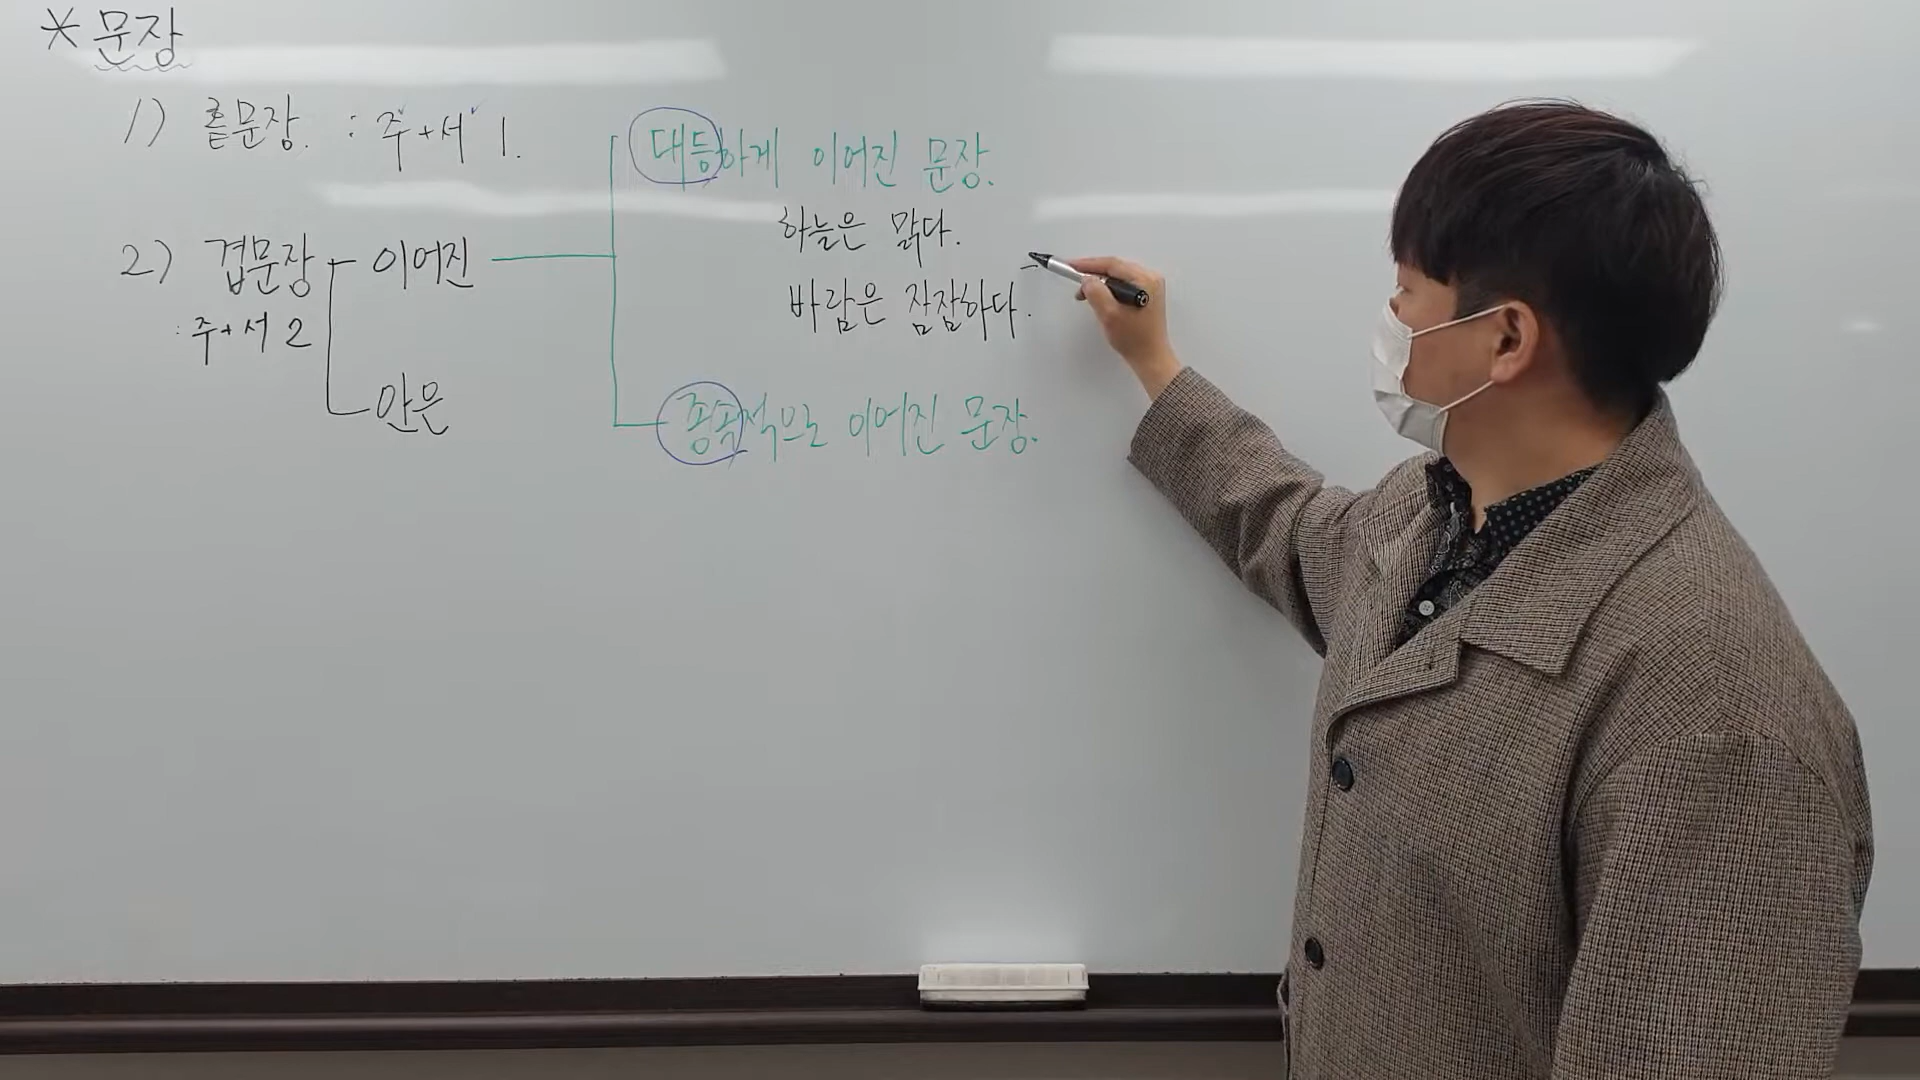 * 문장
1) 홑문장. : 주+서 1.
2) 겹문장 이어진
: 주+서 2
안은
대등하게 이어진 문장.
하늘은 맑다.
바람은 잠잠하다.
종속적으로 이어진 문장.